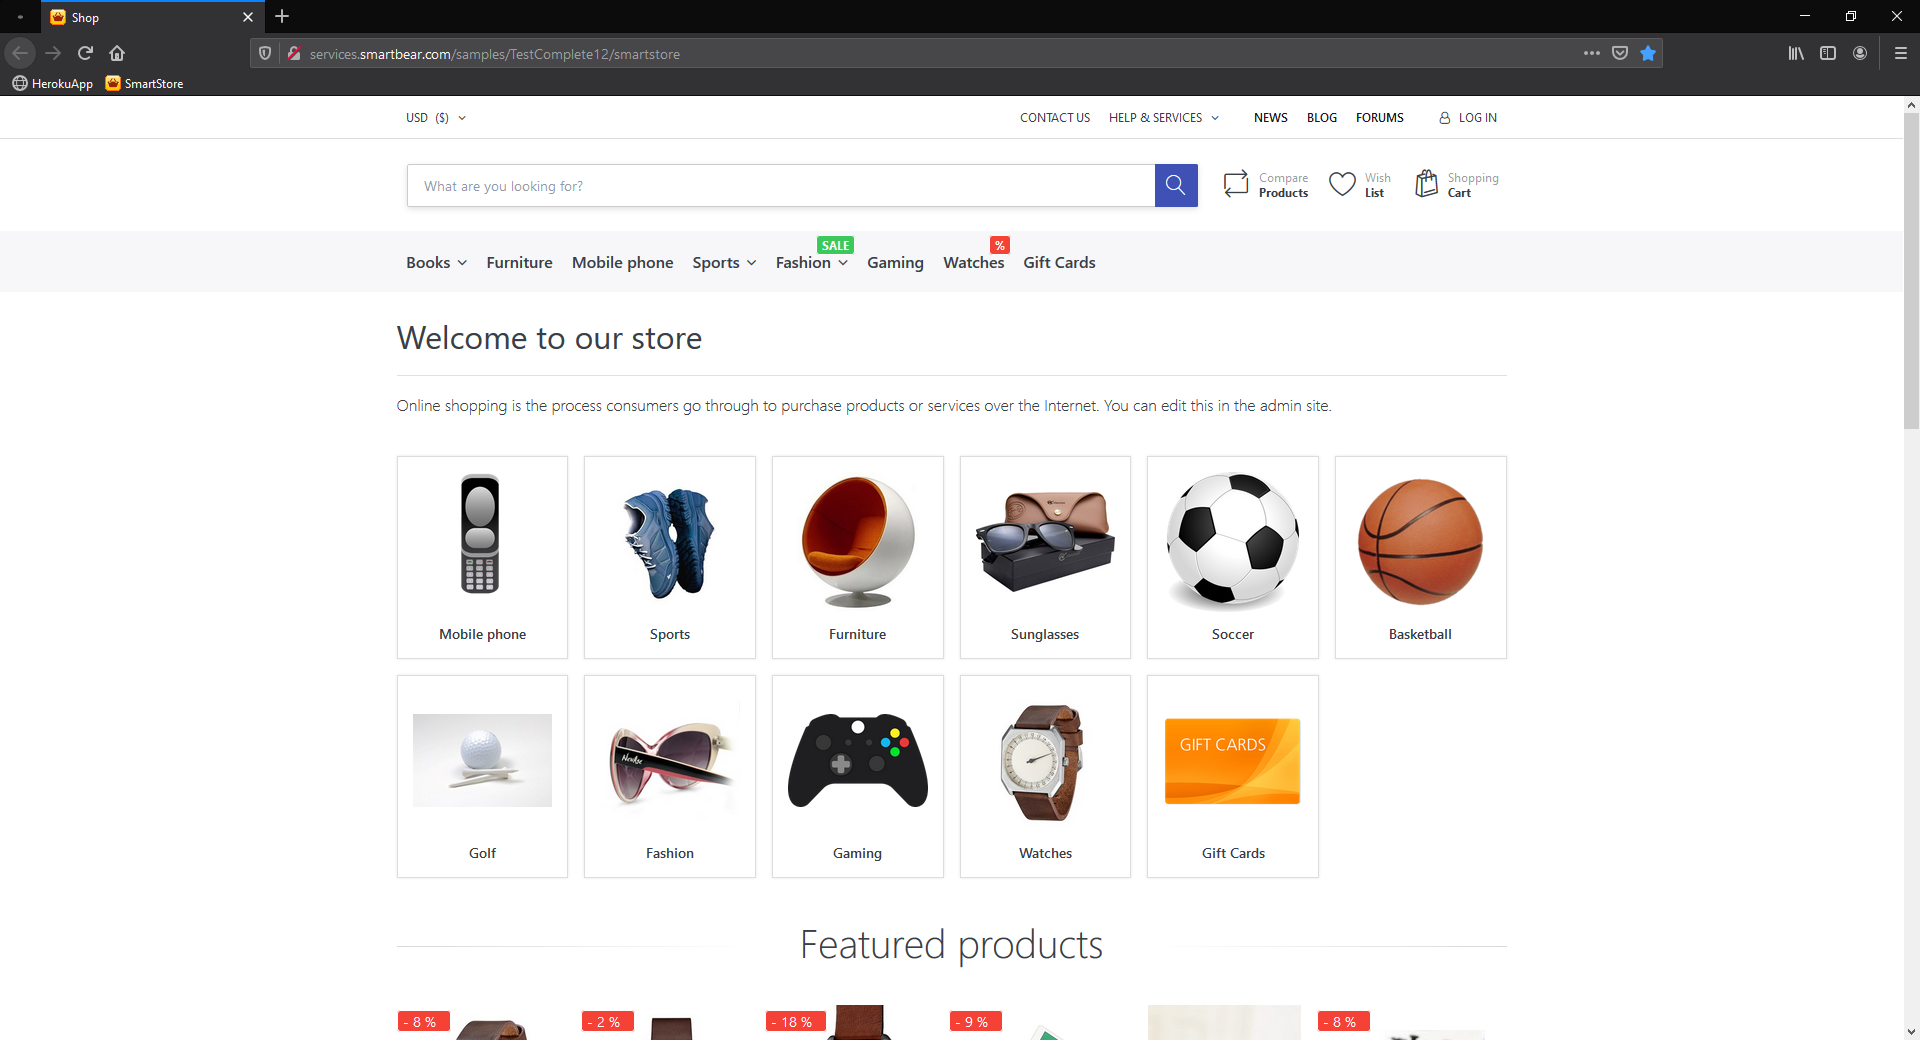 Shop
services.smartbear.com/samples/TestComplete12/smartstore
HerokuApp SmartStore
USD ($) CONTACT US HELP & SERVICES NEWS BLOG FORUMS LOG IN
What are you looking for?
Compare
Products
Wish
List
Shopping
Cart
SALE %
Books Furniture Mobile phone Sports Fashion Gaming Watches Gift Cards
Welcome to our store
Online shopping is the process consumers go through to purchase products or services over the Internet. You can edit this in the admin site.
Mobile phone Sports Furniture Sunglasses Soccer Basketball
GIFT CARDS
Golf Fashion Gaming Watches Gift Cards
Featured products
- 8 % - 2 % - 18 % - 9 % - 8 %